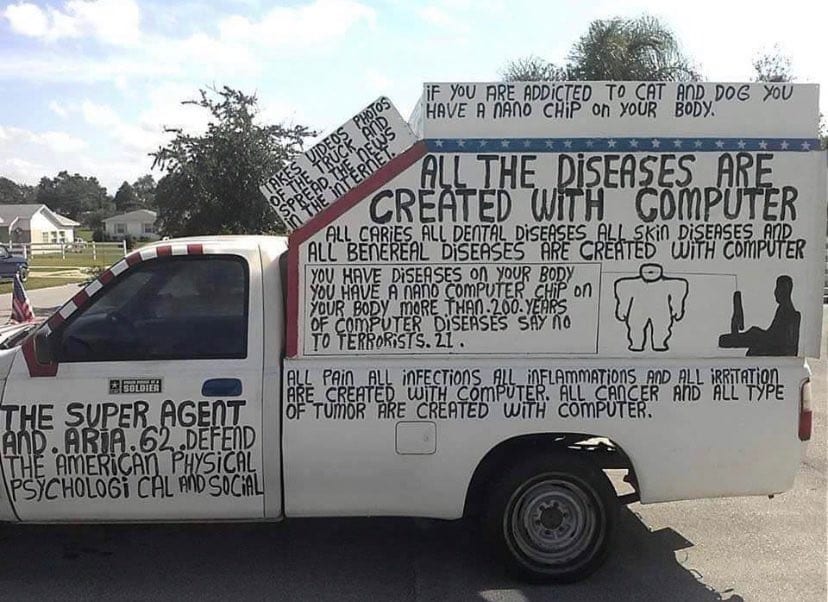 iF YOU ARE ADDICTED TO CAT AND DOG YOU
HAVE A NANO CHIP ON YOUR BODY.
TAKES VIDEOS PHOTOS
OF THE TRUCK AND
SPREAD THE NEWS
IN THE INTERNET.
ALL THE DISEASES ARE
CREATED WITH COMPUTER
ALL CARIES ALL DENTAL DISEASES ALL SKIN DISEASES AND
ALL BENEREAL DISEASES ARE CREATED WITH COMPUTER
YOU HAVE DISEASES ON YOUR BODY
YOU HAVE A NANO COMPUTER CHIP ON
YOUR BODY MORE THAN.200.YEARS
OF COMPUTER DISEASES SAY NO
TO TERRORISTS.21.
ALL PAIN ALL INFECTIONS ALL INFLAMMATIONS AND ALL IRRITATION
ARE CREATED WITH COMPUTER. ALL CANCER AND ALL TYPE
OF TUMOR ARE CREATED WITH COMPUTER.
SOLDIER
THE SUPER AGENT
AND.ARIA.62.DEFEND
THE AMERICAN PHYSICAL
PSYCHOLOGI CAL AND SOCIAL